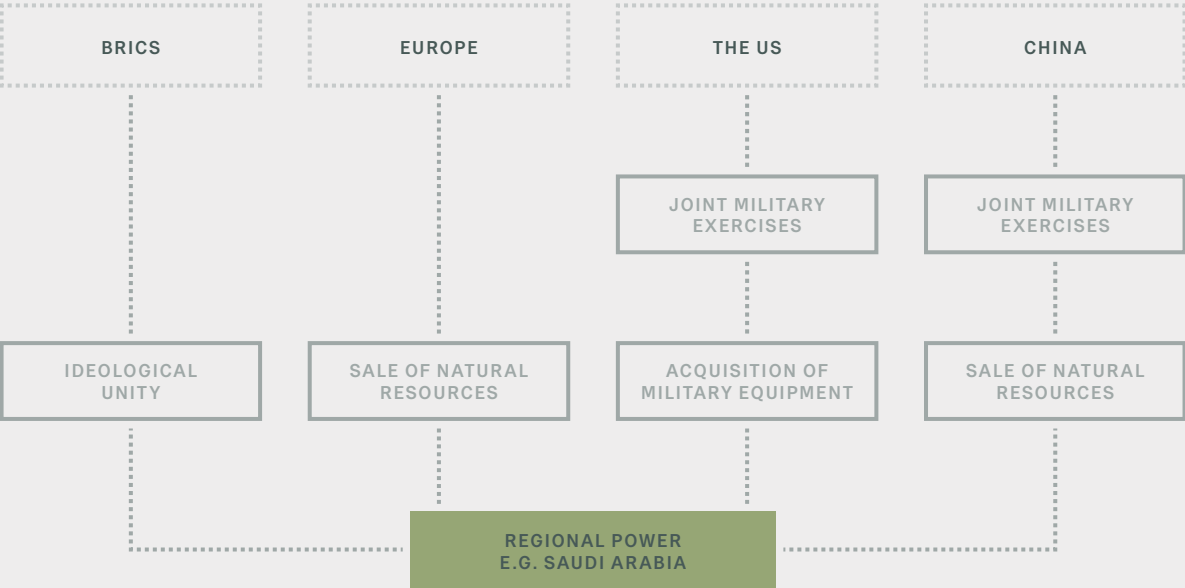 BRICS
EUROPE
THE US
CHINA
JOINT MILITARY
EXERCISES
JOINT MILITARY
EXERCISES
IDEOLOGICAL
UNITY
SALE OF NATURAL
RESOURCES
ACQUISITION OF
MILITARY EQUIPMENT
SALE OF NATURAL
RESOURCES
REGIONAL POWER
E.G. SAUDI ARABIA